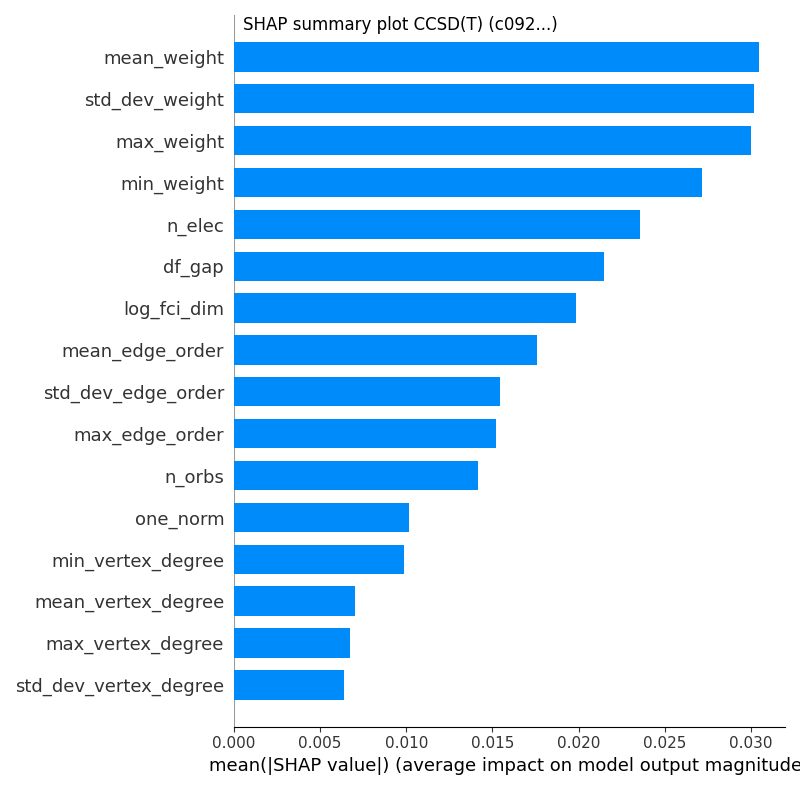 SHAP summary plot CCSD(T) (c092...)
mean_weight
std_dev_weight
max_weight
min_weight
n_elec
df_gap
log_fci_dim
mean_edge_order
std_dev_edge_order
max_edge_order
n_orbs
one_norm
min_vertex_degree
mean_vertex_degree
max_vertex_degree
std_dev_vertex_degree
0.000 0.005 0.010 0.015 0.020 0.025 0.030
mean(|SHAP value|) (average impact on model output magnitude